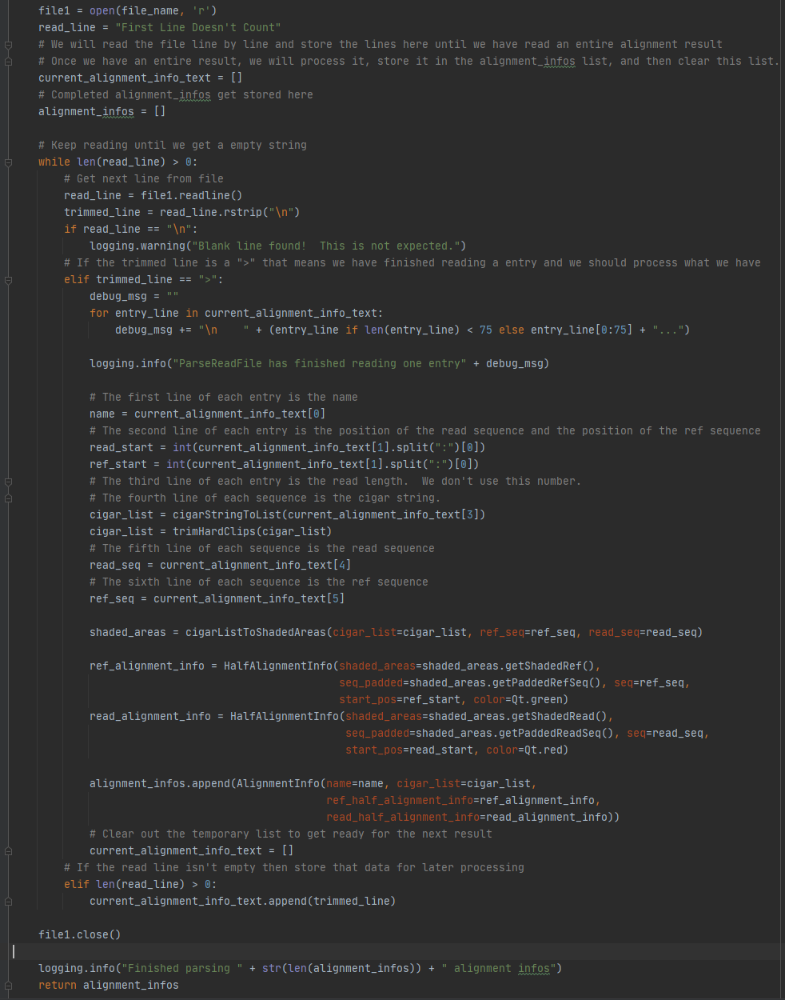 file1 = open(file_name, 'r')
read_line = "First Line Doesn't Count"
# We will read the file line by line and store the lines here until we have read an entire alignment result
# Once we have an entire result, we will process it, store it in the alignment_infos list, and then clear this list.
current_alignment_info_text = []
# Completed alignment_infos get stored here
alignment_infos = []

# Keep reading until we get a empty string
while len(read_line) > 0:
    # Get next line from file
    read_line = file1.readline()
    trimmed_line = read_line.rstrip("\n")
    if read_line == "\n":
        logging.warning("Blank line found!  This is not expected.")
    # If the trimmed line is a ">" that means we have finished reading a entry and we should process what we have
    elif trimmed_line == ">":
        debug_msg = ""
        for entry_line in current_alignment_info_text:
            debug_msg += "\n    " + (entry_line if len(entry_line) < 75 else entry_line[0:75] + "...")

        logging.info("ParseReadFile has finished reading one entry" + debug_msg)

        # The first line of each entry is the name
        name = current_alignment_info_text[0]
        # The second line of each entry is the position of the read sequence and the position of the ref sequence
        read_start = int(current_alignment_info_text[1].split(":")[0])
        ref_start = int(current_alignment_info_text[1].split(":")[0])
        # The third line of each entry is the read length.  We don't use this number.
        # The fourth line of each sequence is the cigar string.
        cigar_list = cigarStringToList(current_alignment_info_text[3])
        cigar_list = trimHardClips(cigar_list)
        # The fifth line of each sequence is the read sequence
        read_seq = current_alignment_info_text[4]
        # The sixth line of each sequence is the ref sequence
        ref_seq = current_alignment_info_text[5]

        shaded_areas = cigarListToShadedAreas(cigar_list=cigar_list, ref_seq=ref_seq, read_seq=read_seq)

        ref_alignment_info = HalfAlignmentInfo(shaded_areas=shaded_areas.getShadedRef(),
                                               seq_padded=shaded_areas.getPaddedRefSeq(), seq=ref_seq,
                                               start_pos=ref_start, color=Qt.green)
        read_alignment_info = HalfAlignmentInfo(shaded_areas=shaded_areas.getShadedRead(),
                                                seq_padded=shaded_areas.getPaddedReadSeq(), seq=read_seq,
                                                start_pos=read_start, color=Qt.red)

        alignment_infos.append(AlignmentInfo(name=name, cigar_list=cigar_list,
                                             ref_half_alignment_info=ref_alignment_info,
                                             read_half_alignment_info=read_alignment_info))
        # Clear out the temporary list to get ready for the next result
        current_alignment_info_text = []
    # If the read line isn't empty then store that data for later processing
    elif len(read_line) > 0:
        current_alignment_info_text.append(trimmed_line)

file1.close()

logging.info("Finished parsing " + str(len(alignment_infos)) + " alignment infos")
return alignment_infos